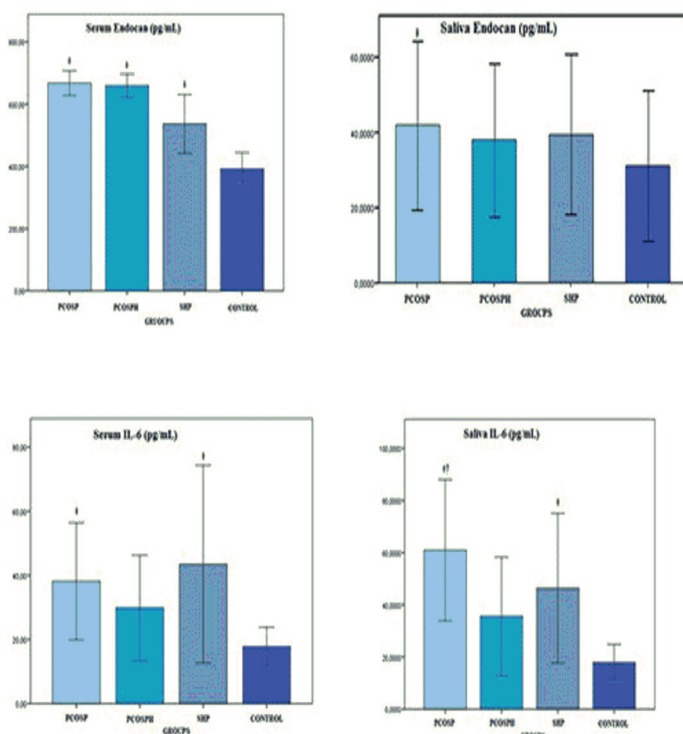 Serum Endocan (pg/mL)
800,00
600,00
400,00
200,00
0,00
PCOSP PCOSPH SHP CONTROL
GROUPS
Saliva Endocan (pg/mL)
60,0000
40,0000
20,0000
0,0000
PCOSP PCOSPH SHP CONTROL
GROUPS
Serum IL-6 (pg/mL)
80,00
60,00
40,00
20,00
0,00
PCOSP PCOSPH SHP CONTROL
GROUPS
Saliva IL-6 (pg/mL)
100,0000
80,0000
60,0000
40,0000
20,0000
0,0000
PCOSP PCOSPH SHP CONTROL
GROUPS